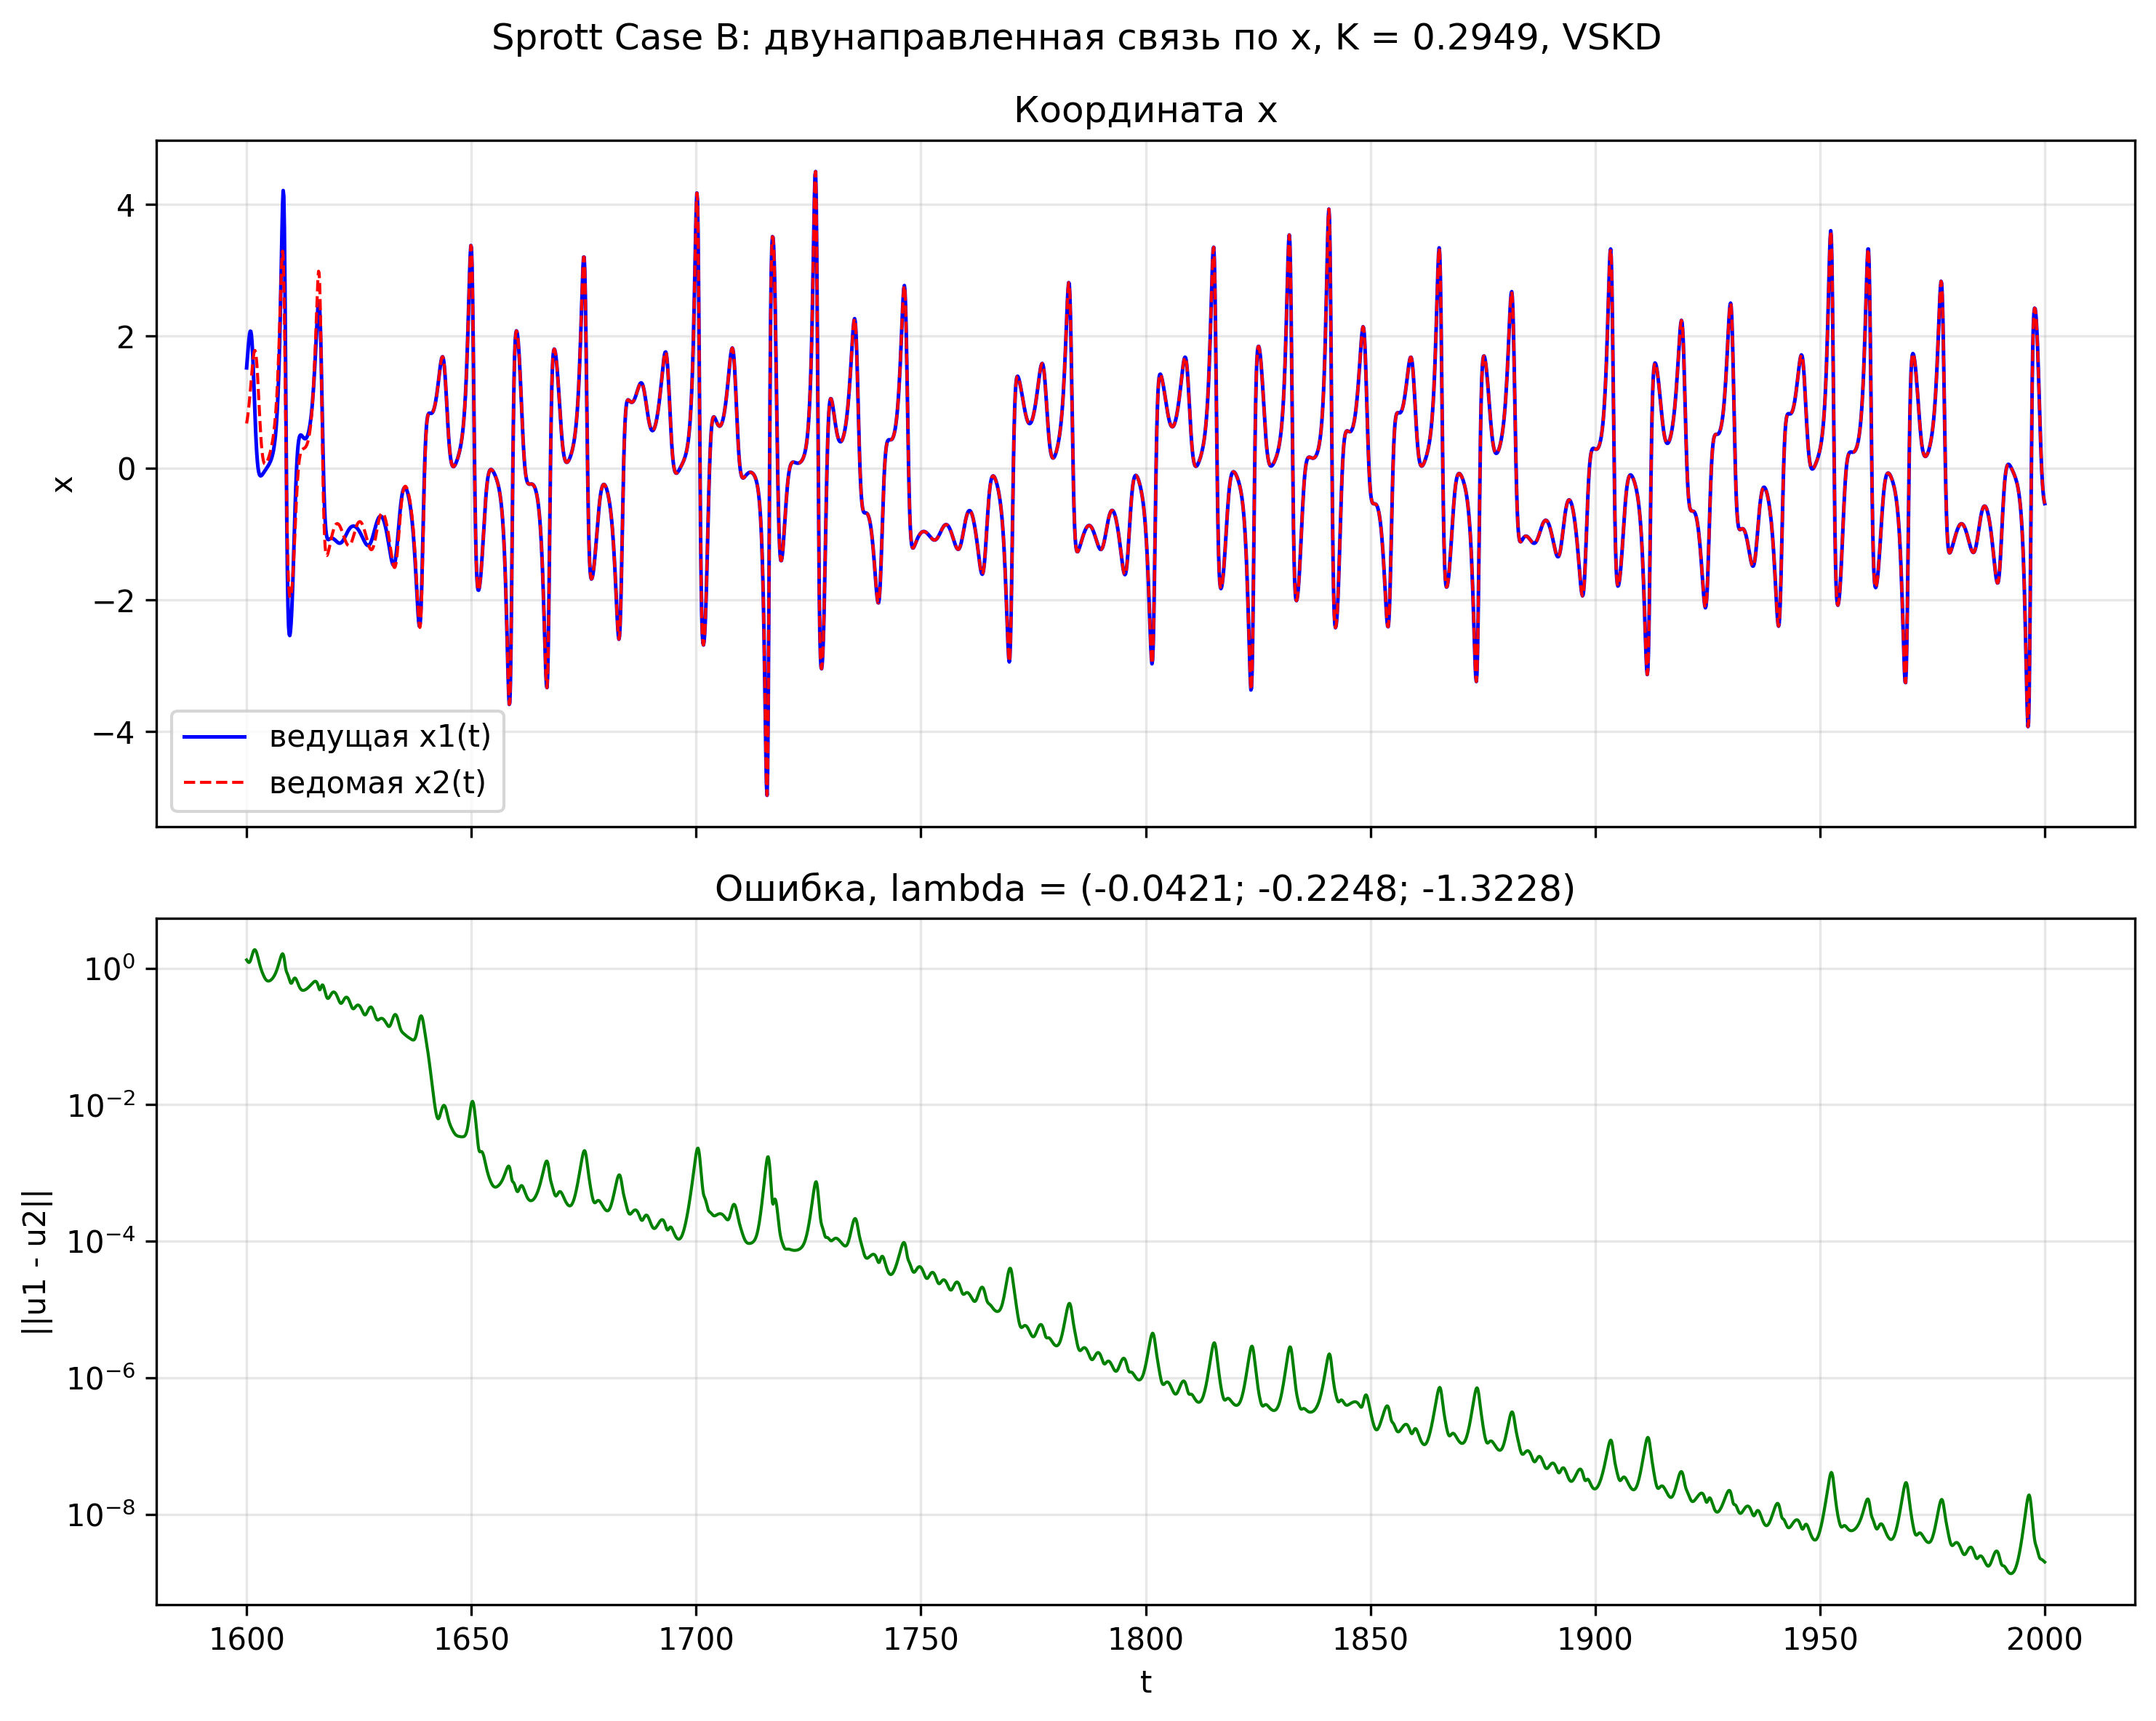 Sprott Case B: двунаправленная связь по x, K = 0.2949, VSKD
Координата x
4
2
0
−2
−4
x
ведущая x1(t)
ведомая x2(t)
Ошибка, lambda = (-0.0421; -0.2248; -1.3228)
10⁰
10⁻²
10⁻⁴
10⁻⁶
10⁻⁸
||u1 - u2||
1600 1650 1700 1750 1800 1850 1900 1950 2000
t